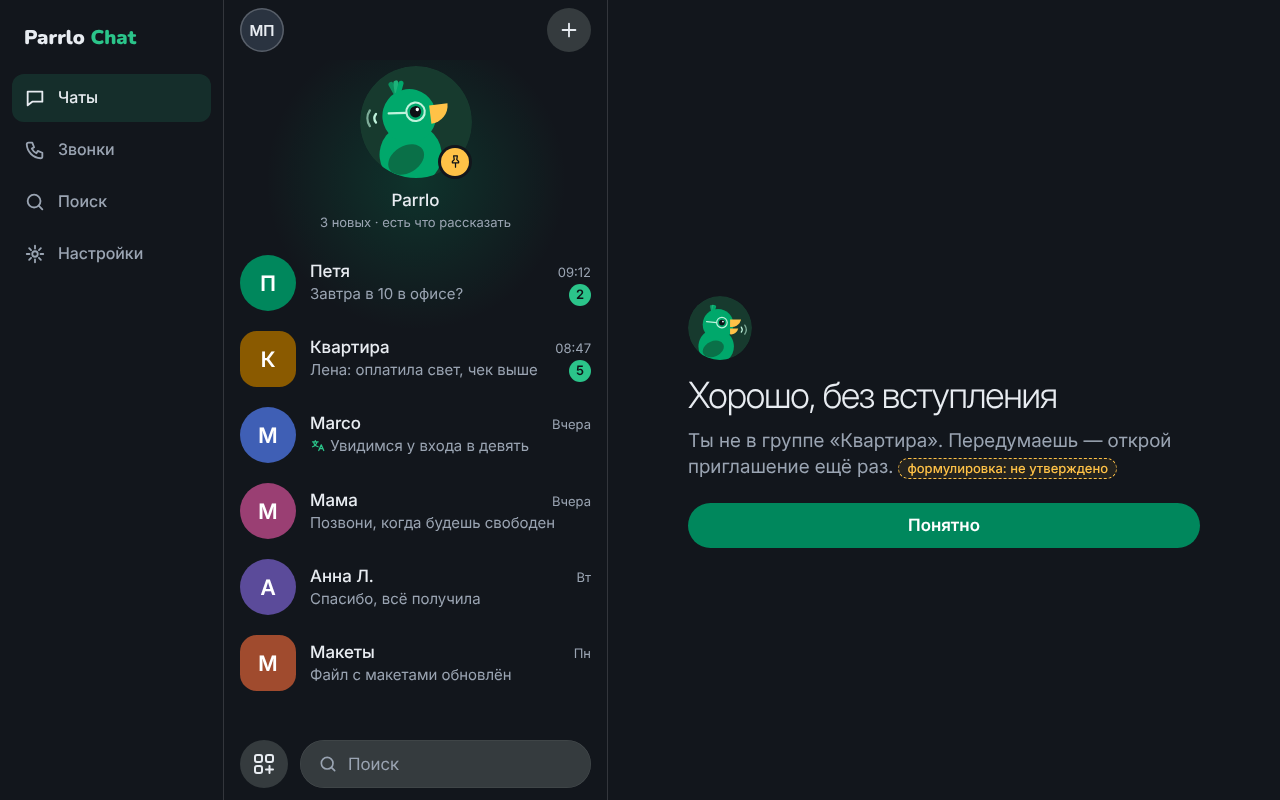 Parrlo Chat
Чаты
Звонки
Поиск
Настройки
МП
Parrlo
3 новых · есть что рассказать
П
Петя
09:12
Завтра в 10 в офисе?
2
К
Квартира
08:47
Лена: оплатила свет, чек выше
5
M
Marco
Вчера
Увидимся у входа в девять
М
Мама
Вчера
Позвони, когда будешь свободен
А
Анна Л.
Вт
Спасибо, всё получила
М
Макеты
Пн
Файл с макетами обновлён
Поиск
Хорошо, без вступления
Ты не в группе «Квартира». Передумаешь — открой
приглашение ещё раз. формулировка: не утверждено
Понятно